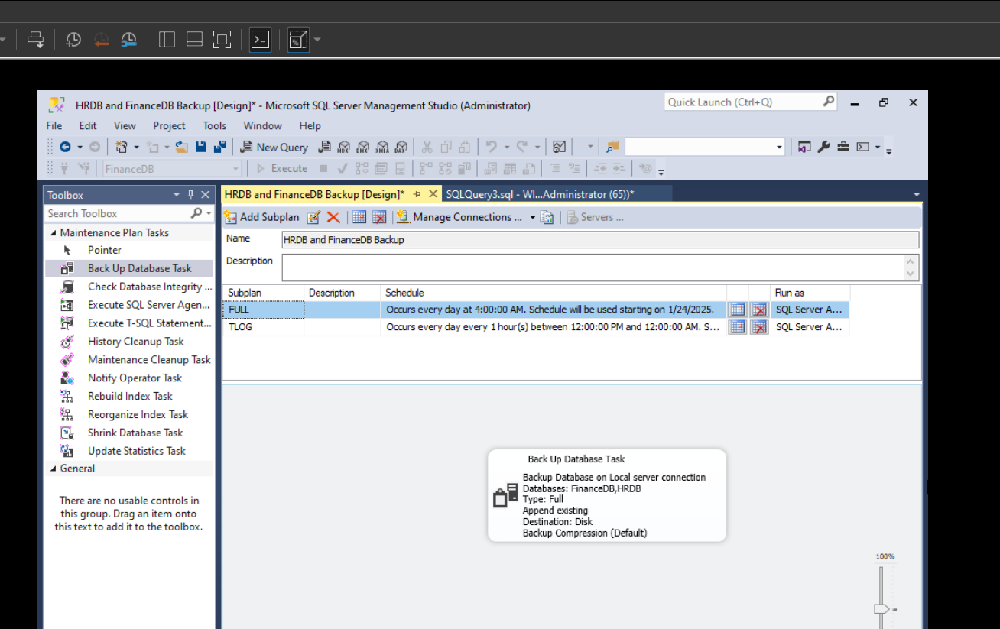 HRDB and FinanceDB Backup [Design]* - Microsoft SQL Server Management Studio (Administrator)
Quick Launch (Ctrl+Q)
File Edit View Project Tools Window Help
New Query MDX DMX XMLA DAX
FinanceDB Execute
Toolbox
HRDB and FinanceDB Backup [Design]* SQLQuery3.sql - WI...Administrator (65))*
Search Toolbox
Add Subplan Manage Connections ... Servers ...
Maintenance Plan Tasks
Pointer
Back Up Database Task
Check Database Integrity ...
Execute SQL Server Agen...
Execute T-SQL Statement...
History Cleanup Task
Maintenance Cleanup Task
Notify Operator Task
Rebuild Index Task
Reorganize Index Task
Shrink Database Task
Update Statistics Task
General
There are no usable controls in
this group. Drag an item onto
this text to add it to the toolbox.
Name HRDB and FinanceDB Backup
Description
Subplan Description Schedule Run as
FULL Occurs every day at 4:00:00 AM. Schedule will be used starting on 1/24/2025. SQL Server A...
TLOG Occurs every day every 1 hour(s) between 12:00:00 PM and 12:00:00 AM. S... SQL Server A...
Back Up Database Task
Backup Database on Local server connection
Databases: FinanceDB,HRDB
Type: Full
Append existing
Destination: Disk
Backup Compression (Default)
100%